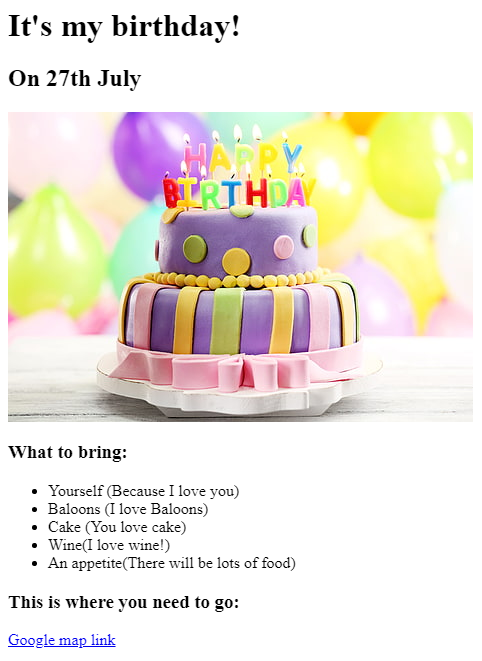 It's my birthday!
On 27th July
HAPPY
BIRTHDAY
What to bring:
Yourself (Because I love you)
Baloons (I love Baloons)
Cake (You love cake)
Wine(I love wine!)
An appetite(There will be lots of food)
This is where you need to go:
Google map link